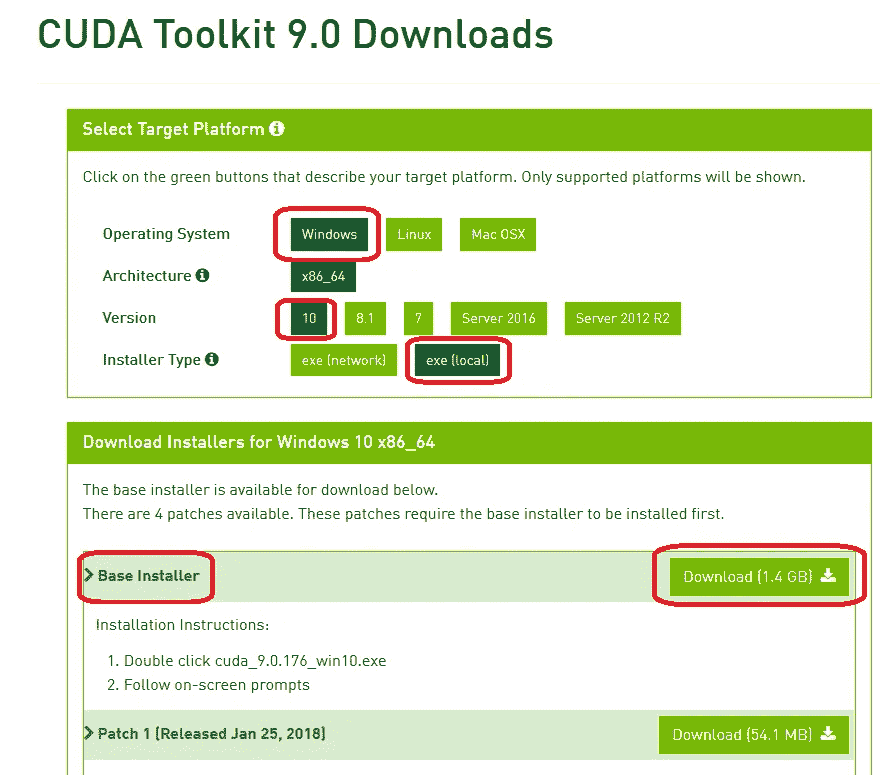 CUDA Toolkit 9.0 Downloads
Select Target Platform
Click on the green buttons that describe your target platform. Only supported platforms will be shown.
Operating System Windows Linux Mac OSX
Architecture x86_64
Version 10 8.1 7 Server 2016 Server 2012 R2
Installer Type exe (network) exe (local)
Download Installers for Windows 10 x86_64
The base installer is available for download below.
There are 4 patches available. These patches require the base installer to be installed first.
Base Installer Download (1.4 GB)
Installation Instructions:
1. Double click cuda_9.0.176_win10.exe
2. Follow on-screen prompts
Patch 1 (Released Jan 25, 2018) Download (54.1 MB)